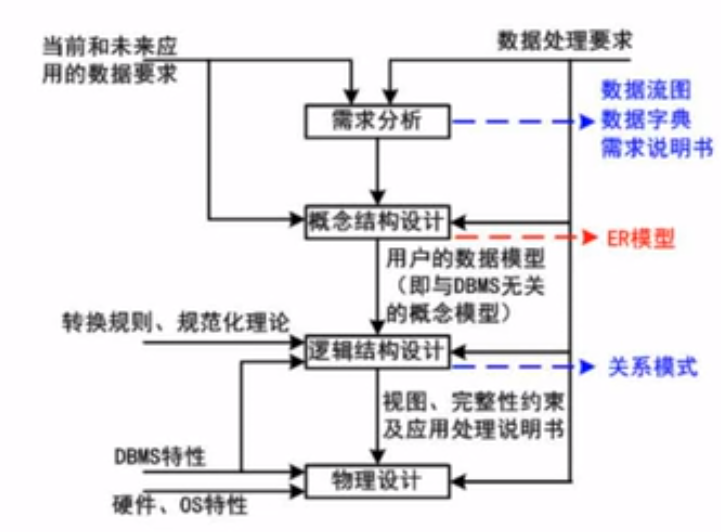 当前和未来应
用的数据要求
数据处理要求
需求分析
数据流图
数据字典
需求说明书
概念结构设计
ER模型
用户的数据模型
（即与DBMS无关
的概念模型）
转换规则、规范化理论
逻辑结构设计
关系模式
视图、完整性约束
及应用处理说明书
DBMS特性
物理设计
硬件、OS特性